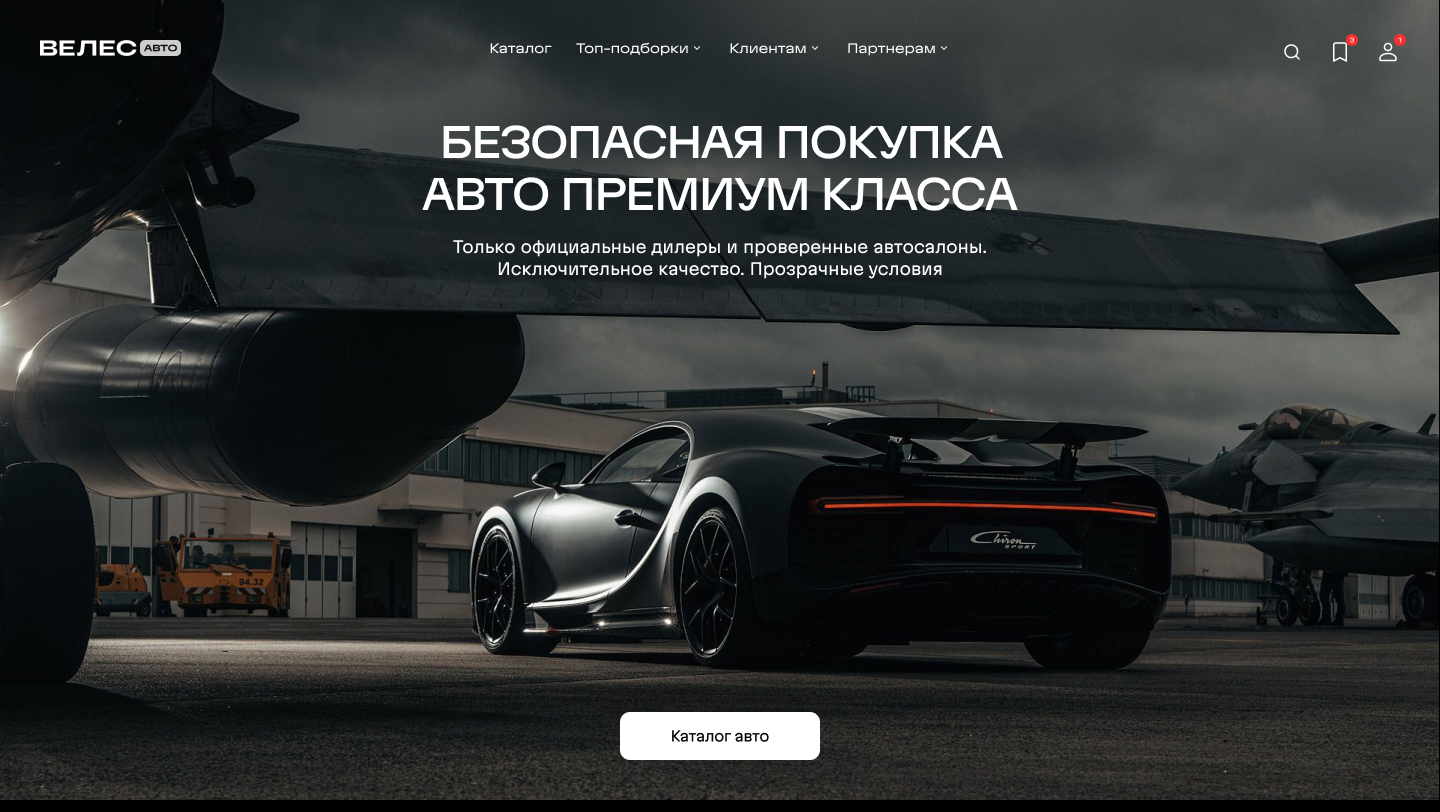 ВЕЛЕС АВТО
Каталог Топ-подборки Клиентам Партнерам
3 1
БЕЗОПАСНАЯ ПОКУПКА
АВТО ПРЕМИУМ КЛАССА
Только официальные дилеры и проверенные автосалоны.
Исключительное качество. Прозрачные условия
Chiron
SPORT
94.32
Каталог авто